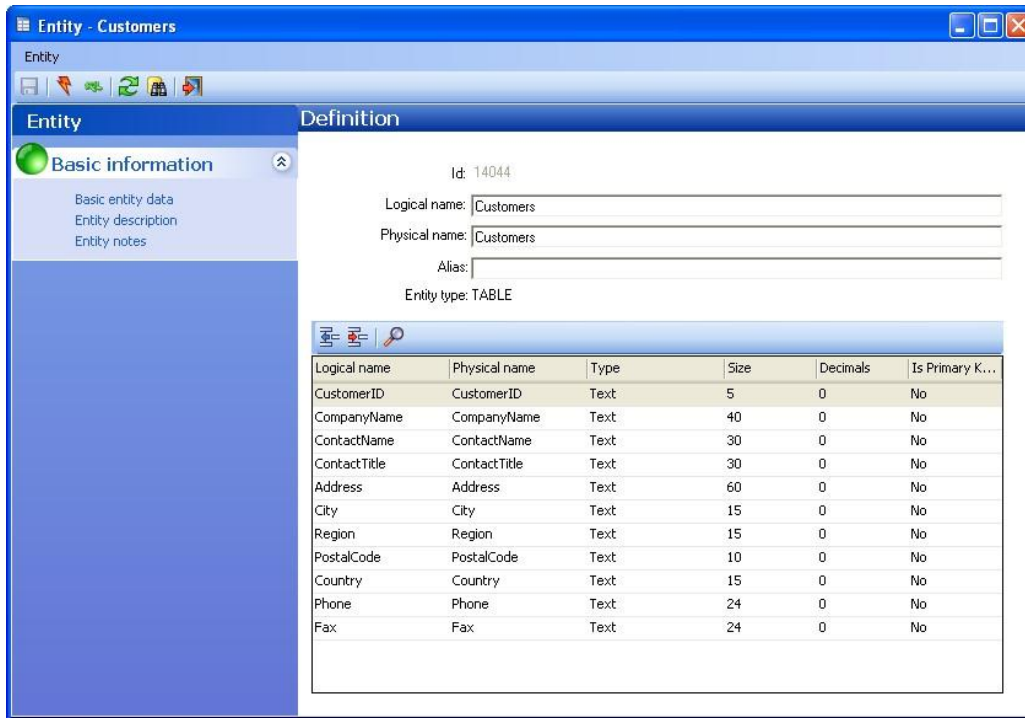 Entity - Customers
Entity
Entity
Definition
Basic information
Basic entity data
Entity description
Entity notes
Id: 14044
Logical name: Customers
Physical name: Customers
Alias:
Entity type: TABLE
Logical name Physical name Type Size Decimals Is Primary K...
CustomerID CustomerID Text 5 0 No
CompanyName CompanyName Text 40 0 No
ContactName ContactName Text 30 0 No
ContactTitle ContactTitle Text 30 0 No
Address Address Text 60 0 No
City City Text 15 0 No
Region Region Text 15 0 No
PostalCode PostalCode Text 10 0 No
Country Country Text 15 0 No
Phone Phone Text 24 0 No
Fax Fax Text 24 0 No